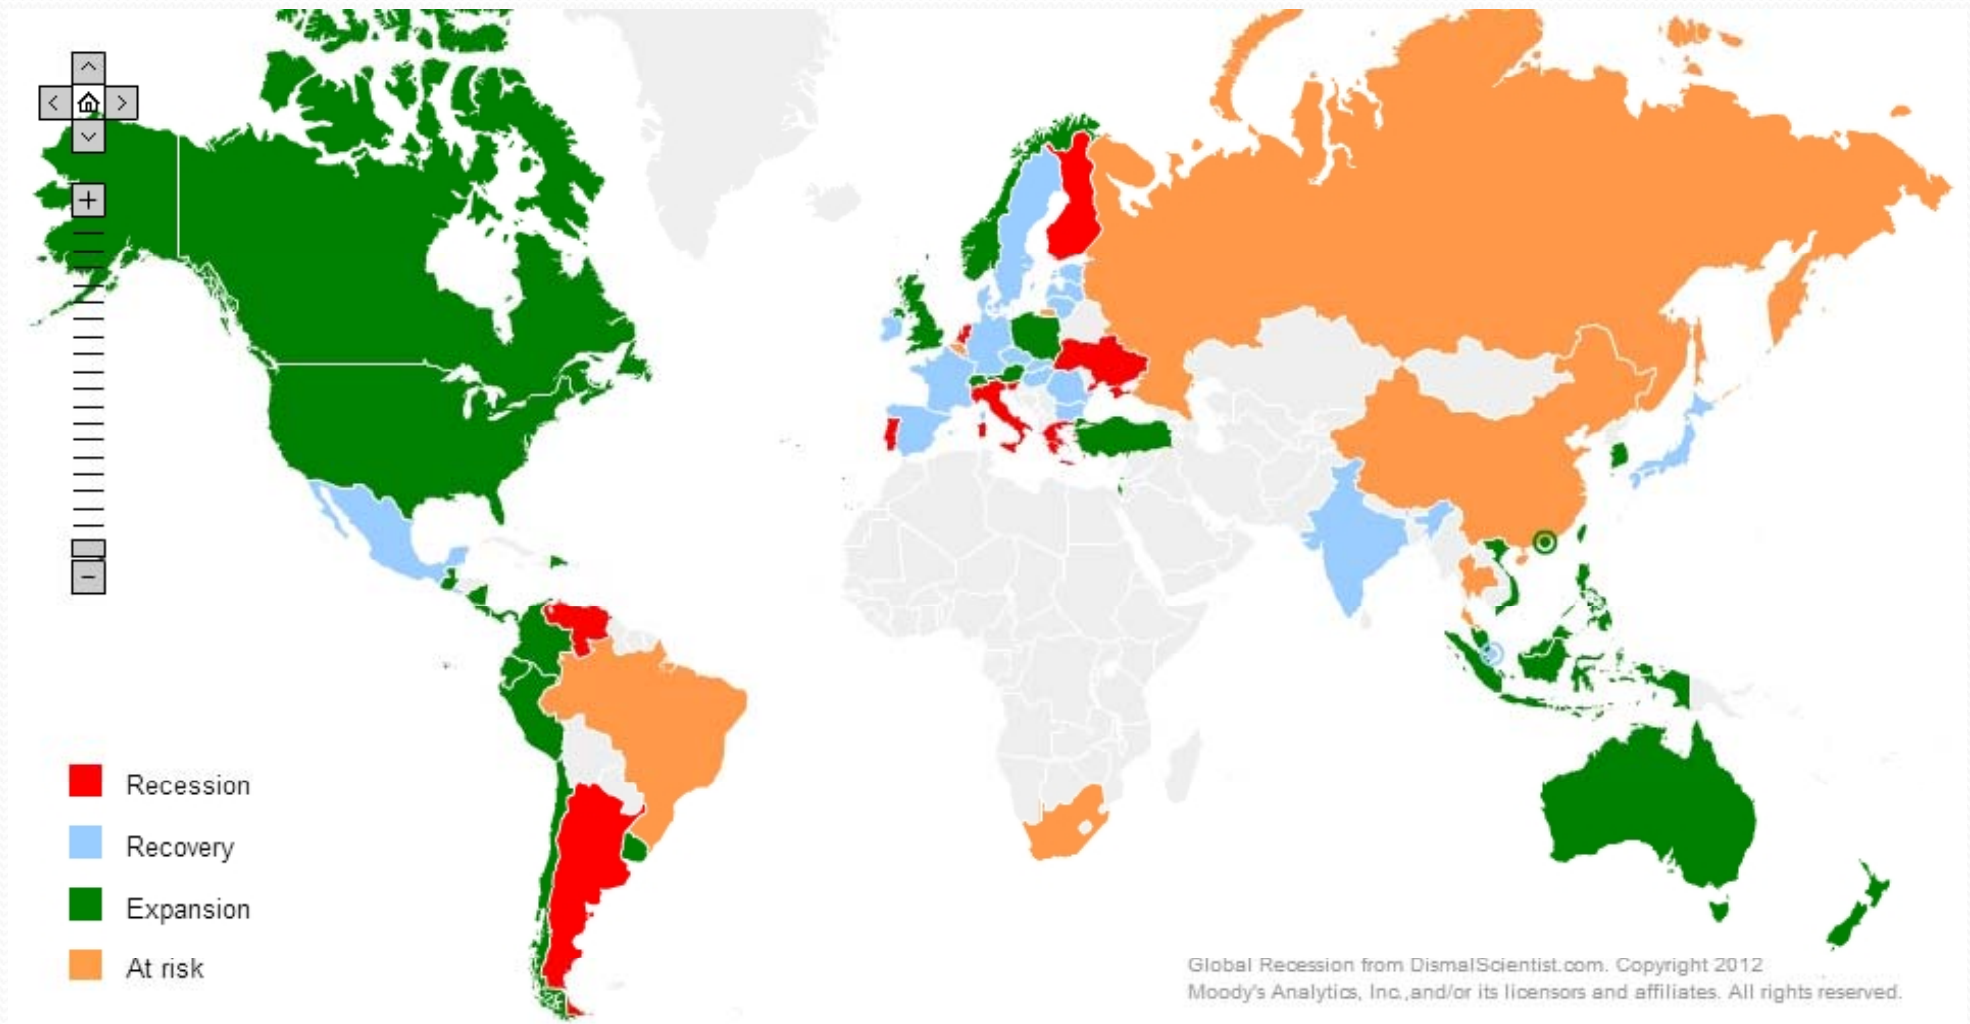 Recession
Recovery
Expansion
At risk
Global Recession from DismalScientist.com. Copyright 2012
Moody's Analytics, Inc.,and/or its licensors and affiliates. All rights reserved.